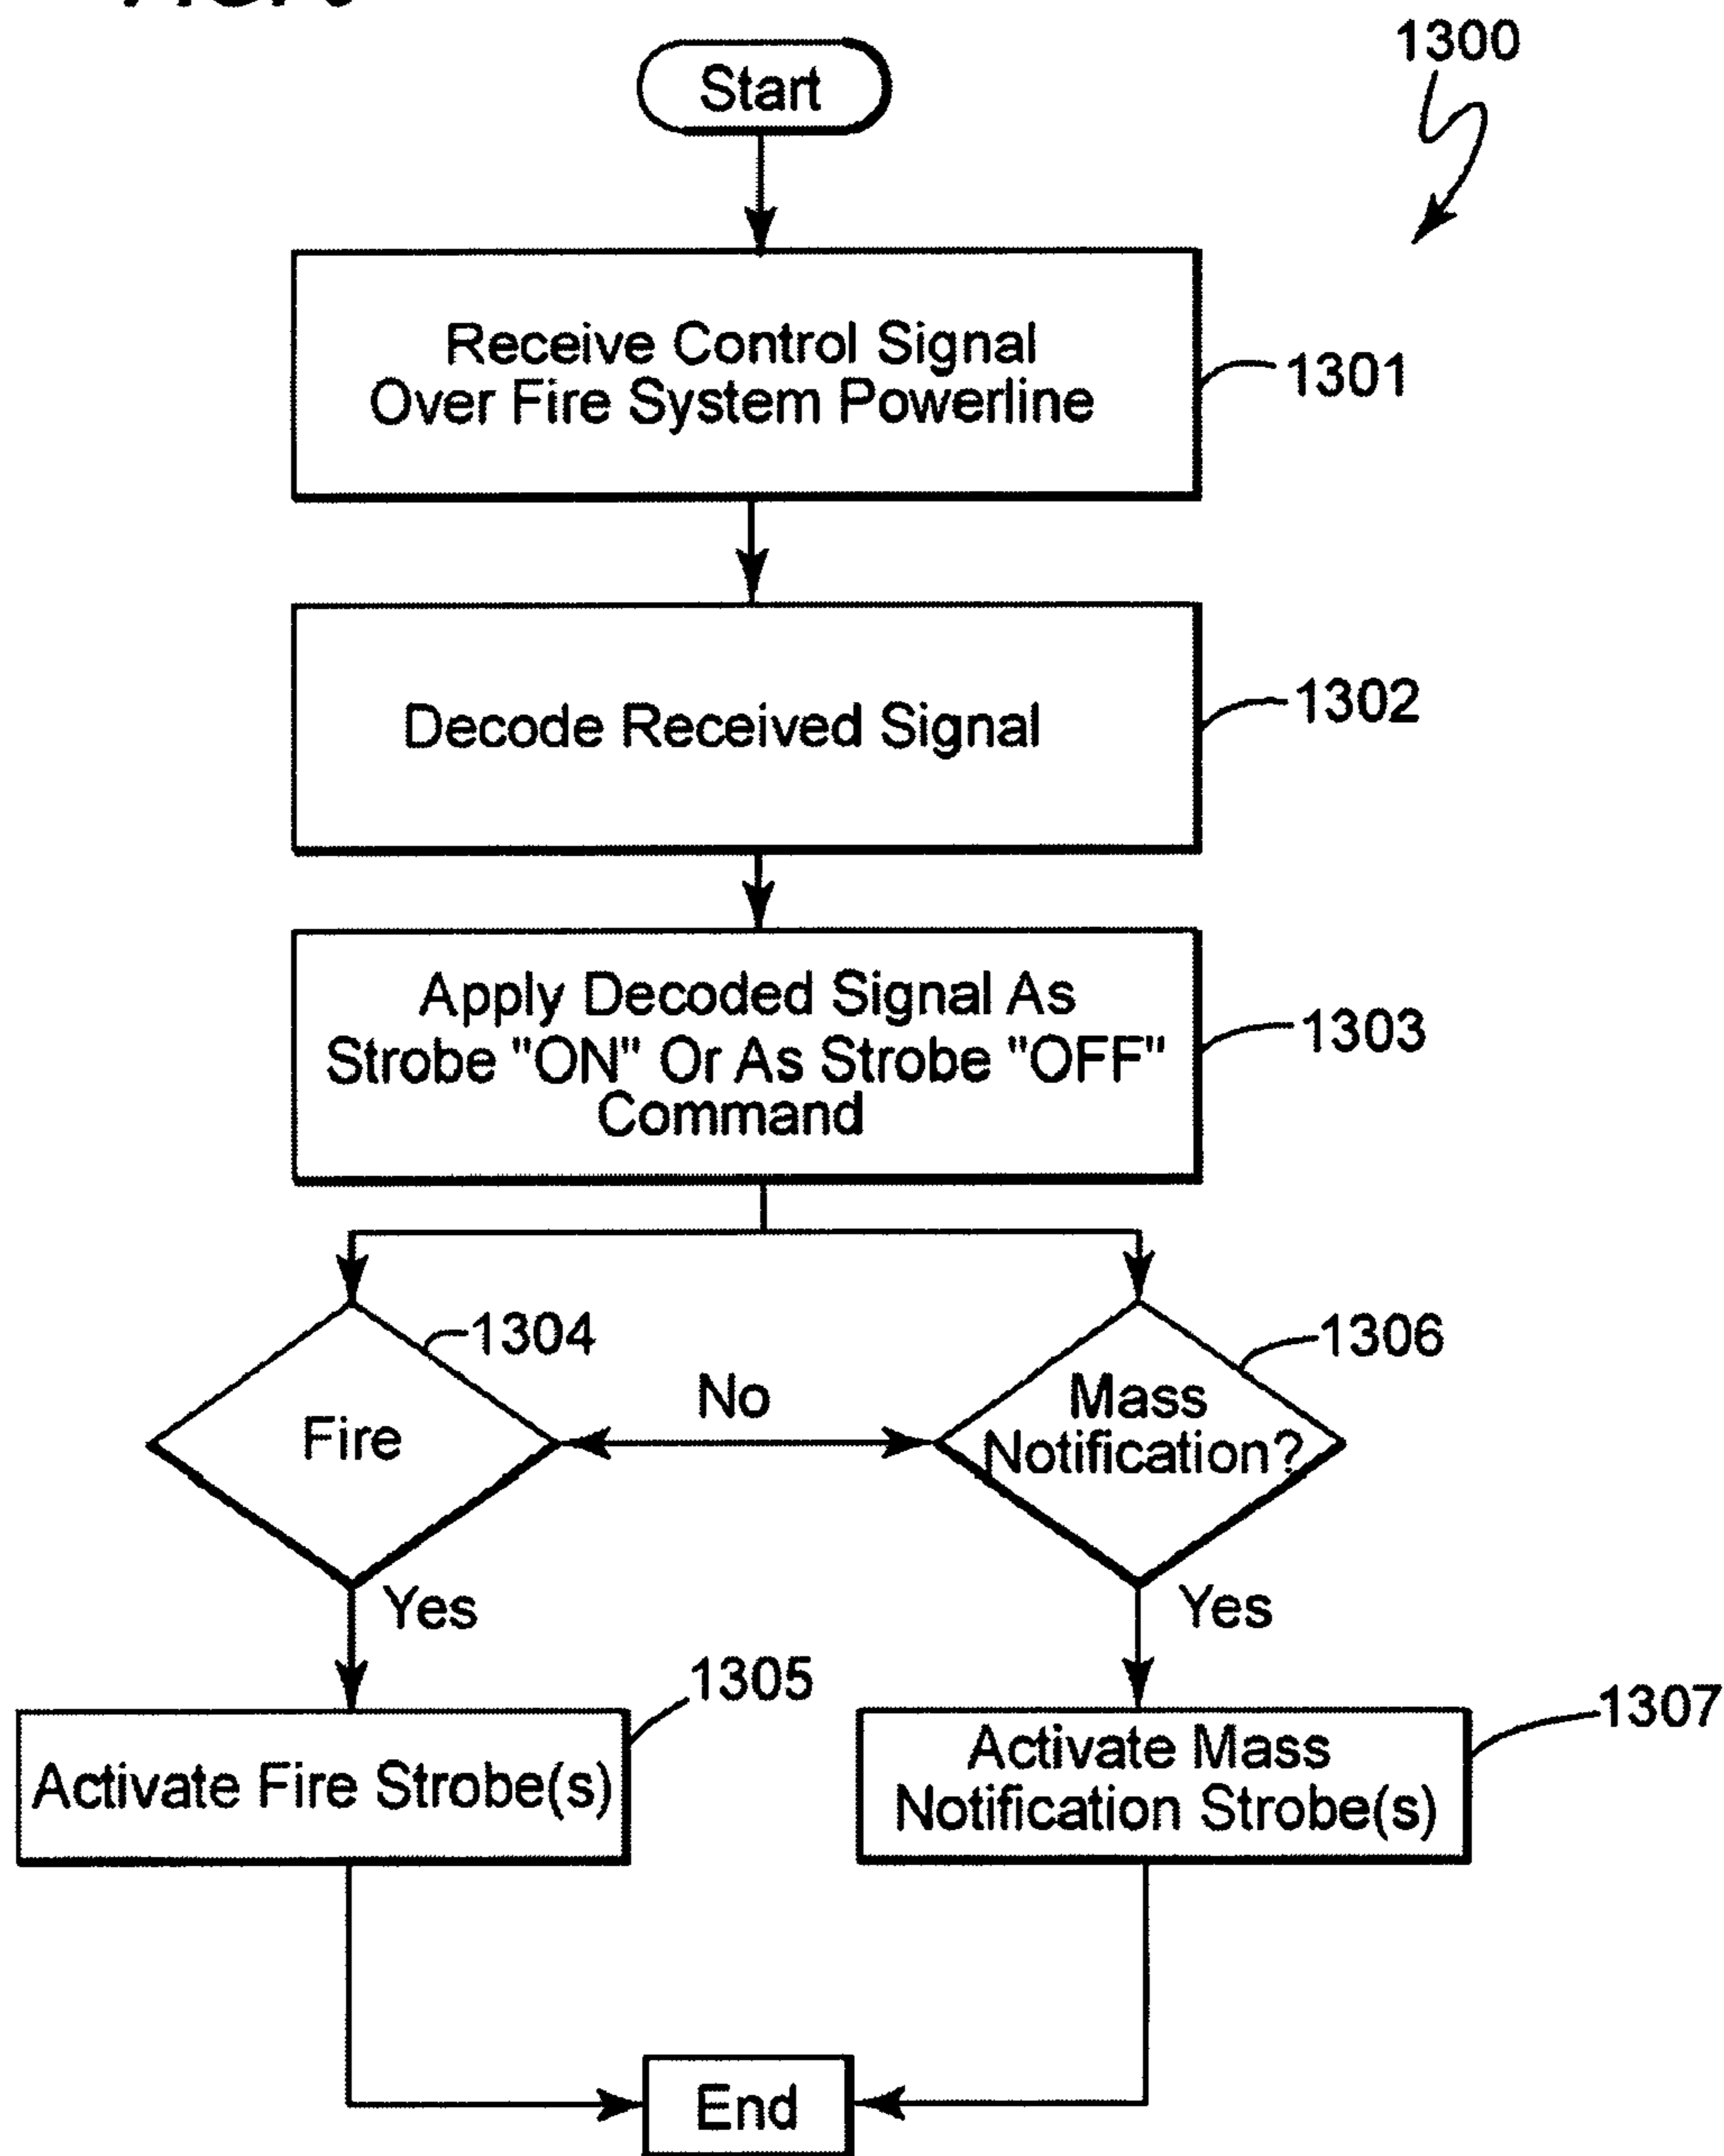 1300
Start
Receive Control Signal
Over Fire System Powerline
1301
Decode Received Signal
1302
Apply Decoded Signal As
Strobe "ON" Or As Strobe "OFF"
Command
1303
1304
1306
Fire
No
Mass
Notification?
Yes
Yes
1305
1307
Activate Fire Strobe(s)
Activate Mass
Notification Strobe(s)
End